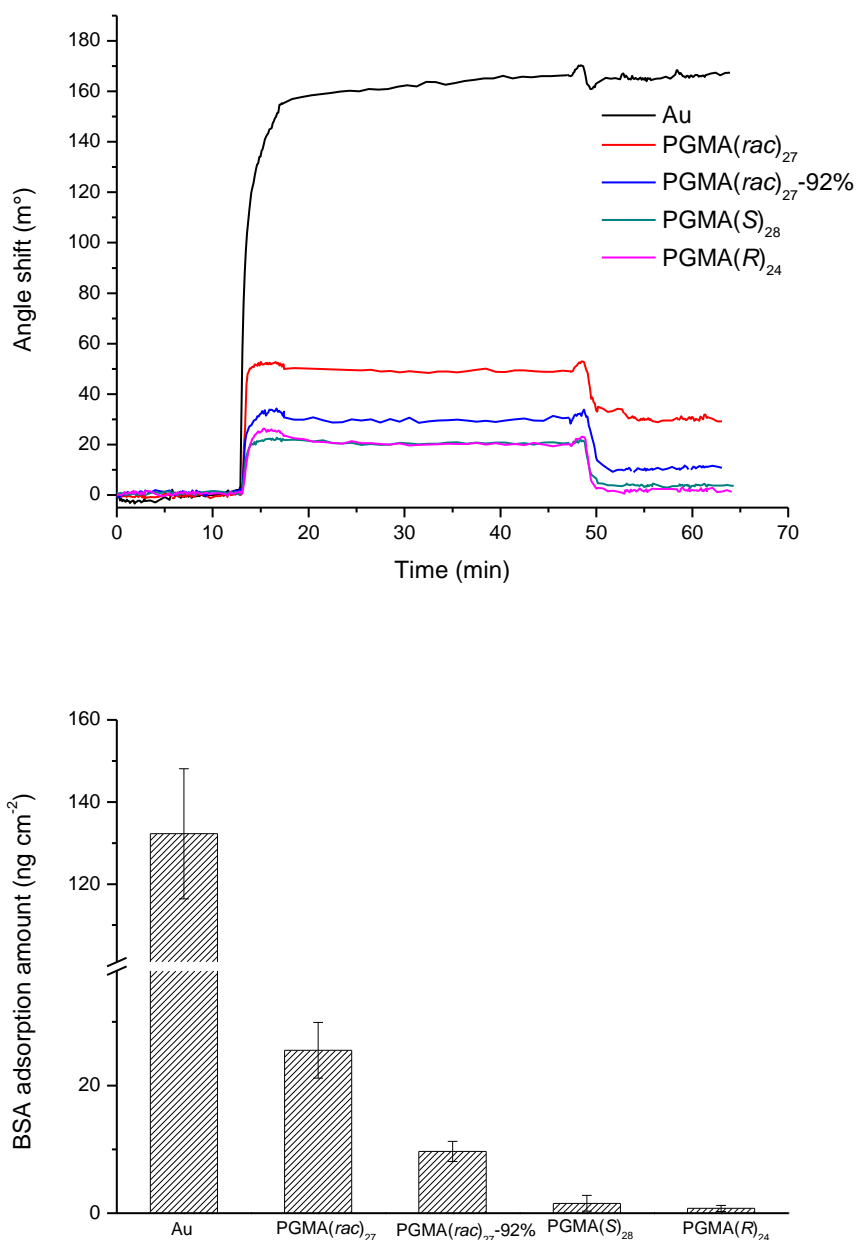 180
160
140
120
100
80
60
40
20
0
Angle shift (m°)
Au
PGMA(rac)₂₇
PGMA(rac)₂₇-92%
PGMA(S)₂₈
PGMA(R)₂₄
0 10 20 30 40 50 60 70
Time (min)
160
140
120
20
0
BSA adsorption amount (ng cm⁻²)
Au PGMA(rac)₂₇ PGMA(rac)₂₇-92% PGMA(S)₂₈ PGMA(R)₂₄